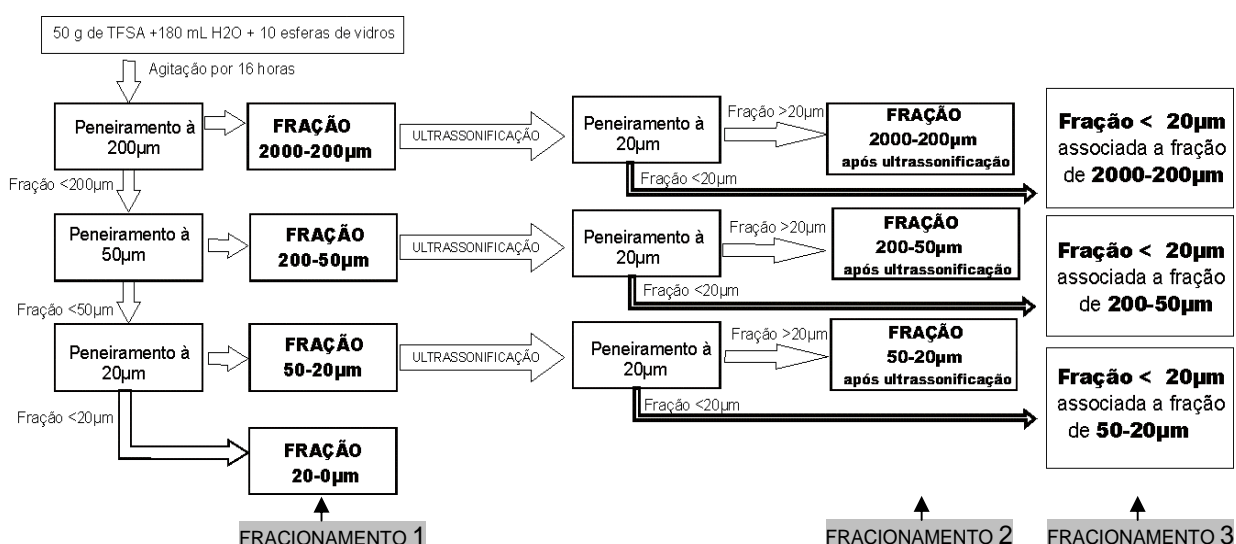 50 g de TFSA +180 mL H2O + 10 esferas de vidros
Agitação por 16 horas
Peneiramento à
200µm
FRAÇÃO
2000-200µm
ULTRASSONIFICAÇÃO
Peneiramento à
20µm
Fração >20µm
FRAÇÃO
2000-200µm
após ultrassonificação
Fração < 20µm
associada a fração
de 2000-200µm
Fração <20µm
Fração <200µm
Peneiramento à
50µm
FRAÇÃO
200-50µm
ULTRASSONIFICAÇÃO
Peneiramento à
20µm
Fração >20µm
FRAÇÃO
200-50µm
após ultrassonificação
Fração < 20µm
associada a fração
de 200-50µm
Fração <20µm
Fração <50µm
Peneiramento à
20µm
FRAÇÃO
50-20µm
ULTRASSONIFICAÇÃO
Peneiramento à
20µm
Fração >20µm
FRAÇÃO
50-20µm
após ultrassonificação
Fração < 20µm
associada a fração
de 50-20µm
Fração <20µm
Fração <20µm
FRAÇÃO
20-0µm
FRACIONAMENTO 1
FRACIONAMENTO 2
FRACIONAMENTO 3